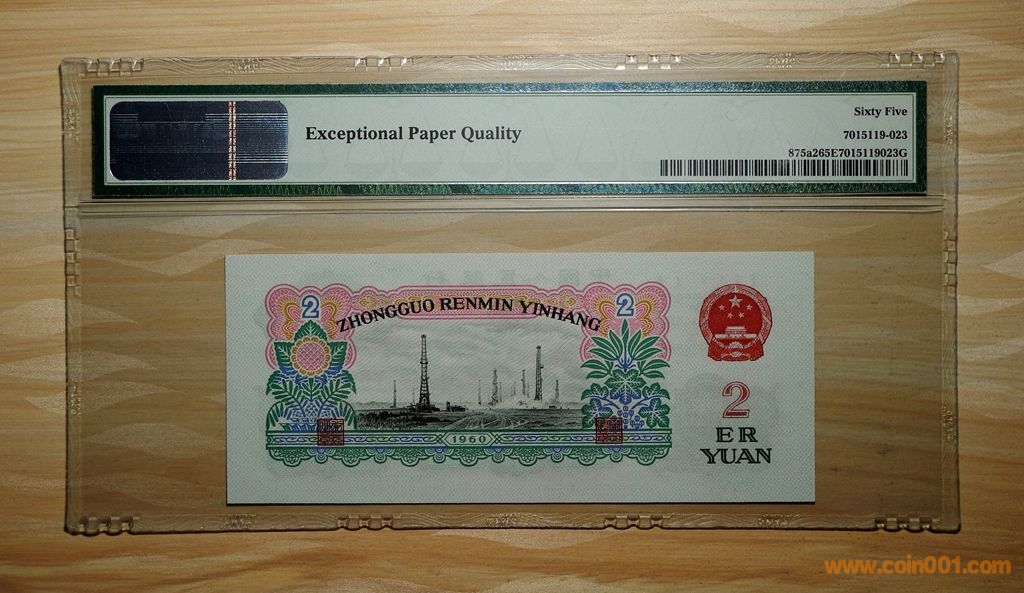 Exceptional Paper Quality
Sixty Five
7015119-023
875a265E7015119023G
2
2
ZHONGGUO RENMIN YINHANG
1960
2
ER
YUAN
www.coin001.com